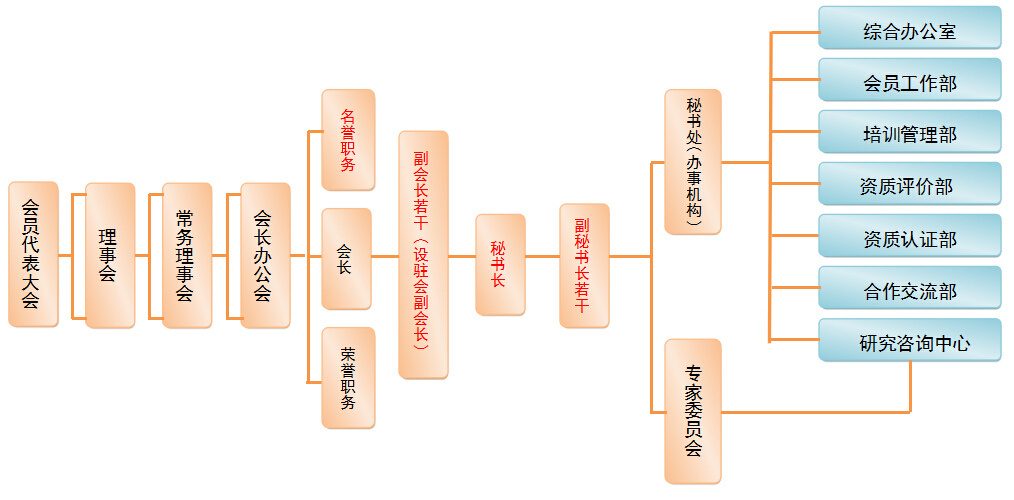 会员代表大会
理事会
常务理事会
会长办公会
名誉职务
会长
荣誉职务
副会长若干（设驻会副会长）
秘书长
副秘书长若干
秘书处（办事机构）
专家委员会
综合办公室
会员工作部
培训管理部
资质评价部
资质认证部
合作交流部
研究咨询中心